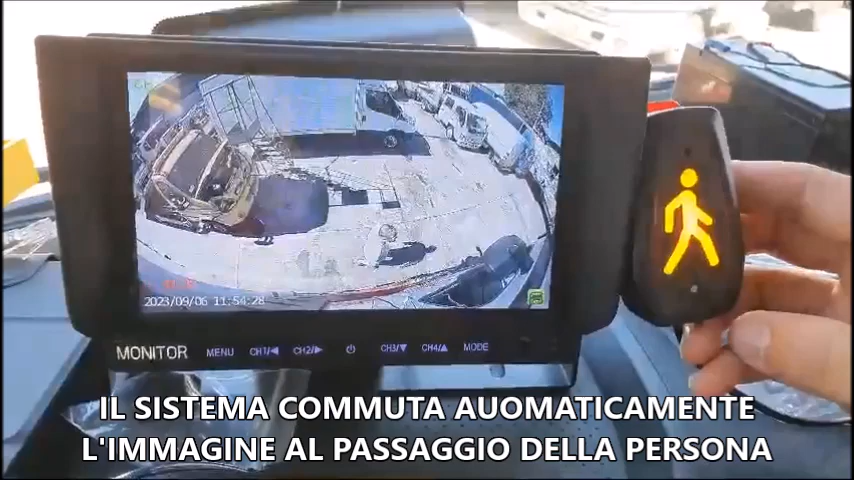 2023/09/06 11:54:28
MONITOR MENU CH1/◀ CH2/▶ ⏻ CH3/▼ CH4/▲ MODE
IL SISTEMA COMMUTA AUOMATICAMENTE
L'IMMAGINE AL PASSAGGIO DELLA PERSONA